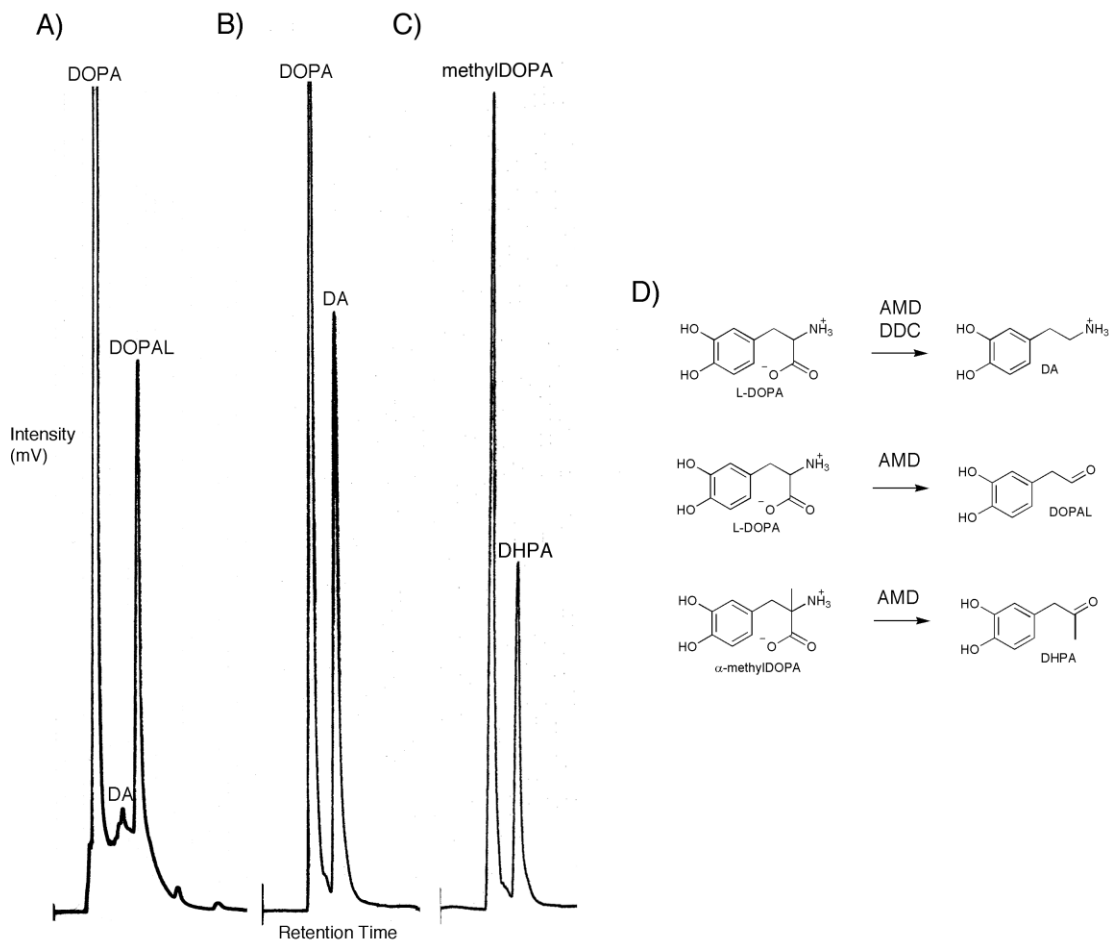 A)
B)
C)
DOPA
DOPA
methylDOPA
DA
DOPAL
Intensity
(mV)
DHPA
DA
Retention Time
D)
HO
HO
+
NH3
−O
O
L-DOPA
AMD
DDC
HO
HO
+
NH3
DA
HO
HO
+
NH3
−O
O
L-DOPA
AMD
HO
HO
O
DOPAL
HO
HO
+
NH3
−O
O
α-methylDOPA
AMD
HO
HO
O
DHPA